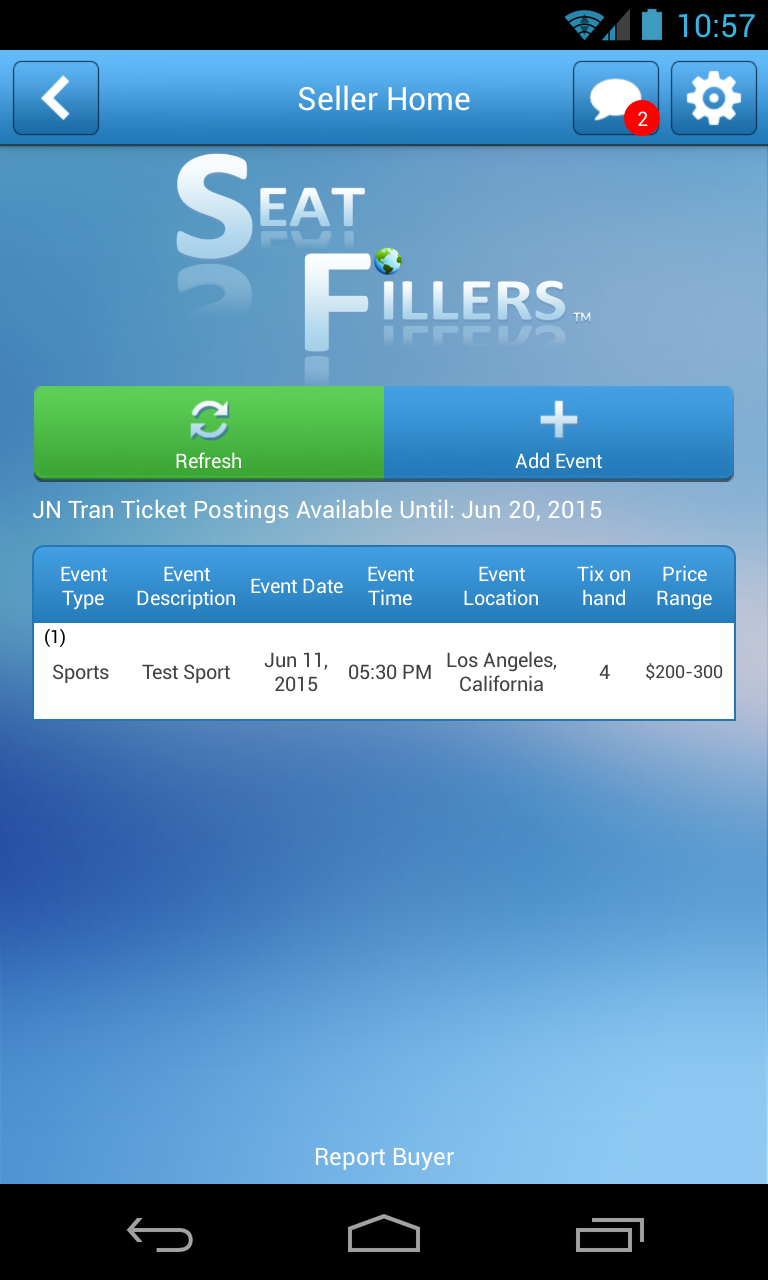 10:57
Seller Home
2
SEAT
FILLERS TM
Refresh
Add Event
JN Tran Ticket Postings Available Until: Jun 20, 2015
Event Type
Event Description
Event Date
Event Time
Event Location
Tix on hand
Price Range
(1)
Sports
Test Sport
Jun 11, 2015
05:30 PM
Los Angeles, California
4
$200-300
Report Buyer